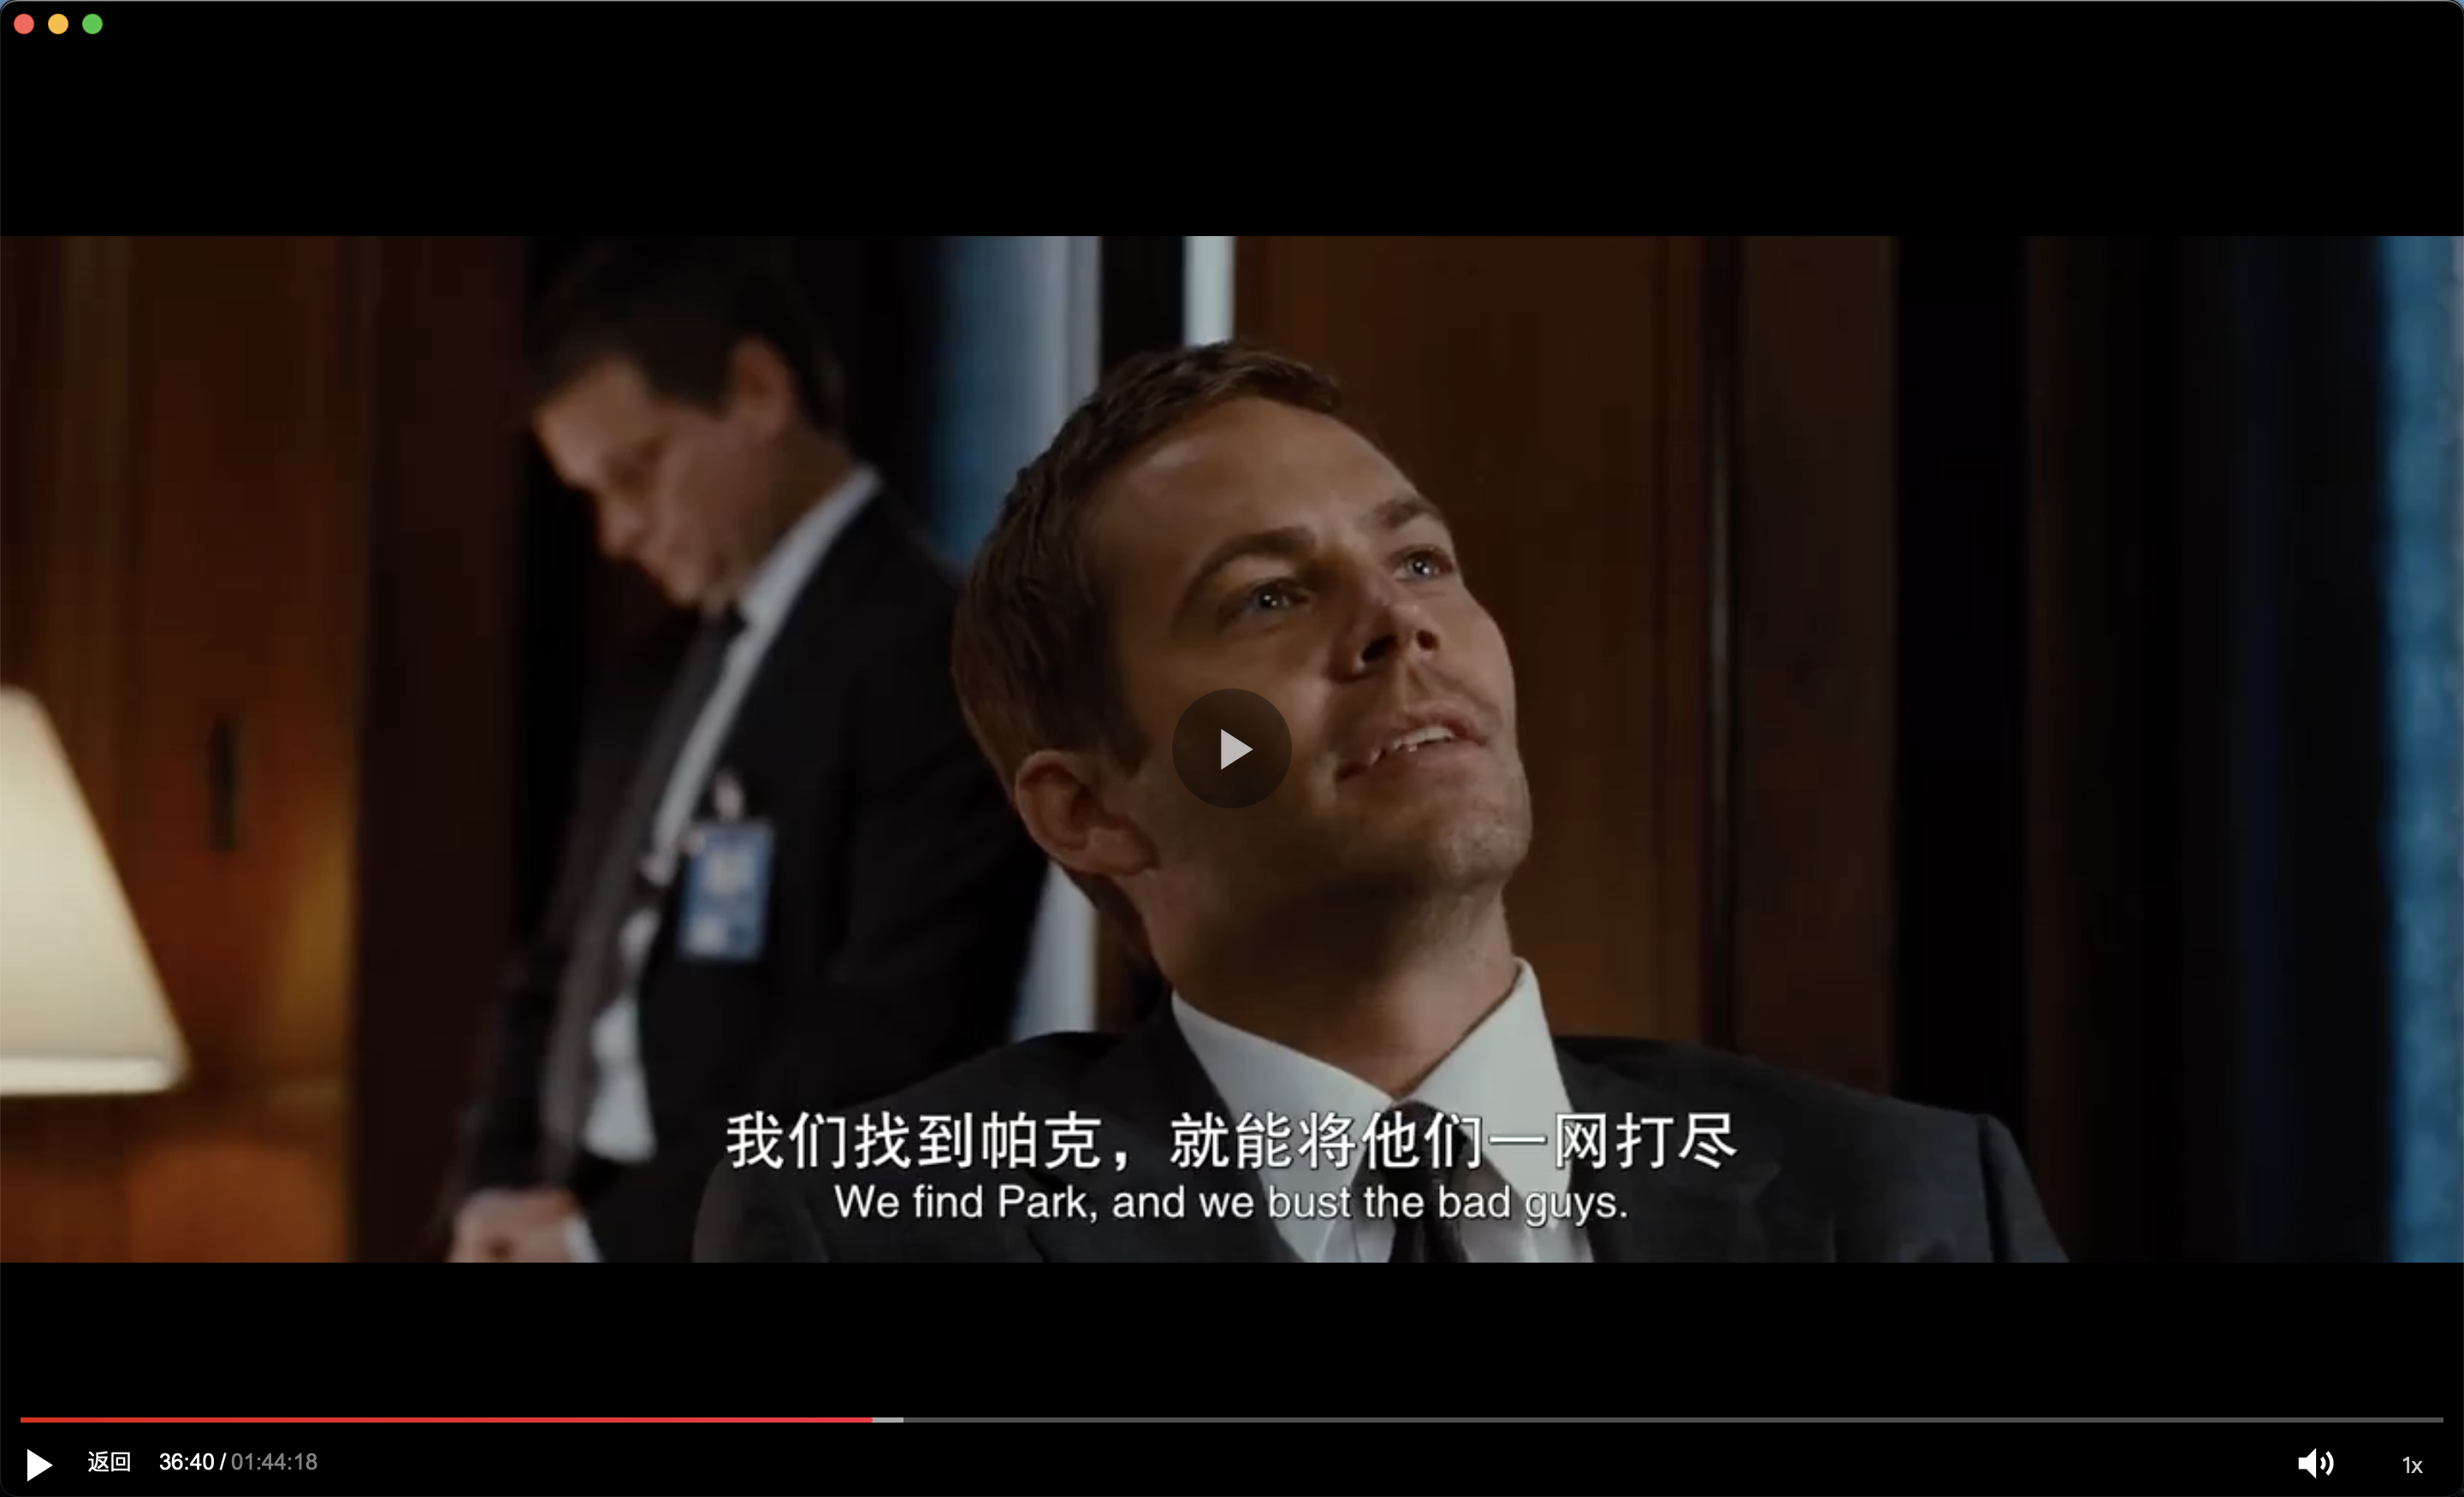 我们找到帕克，就能将他们一网打尽
We find Park, and we bust the bad guys.
返回 36:40 / 01:44:18 1x